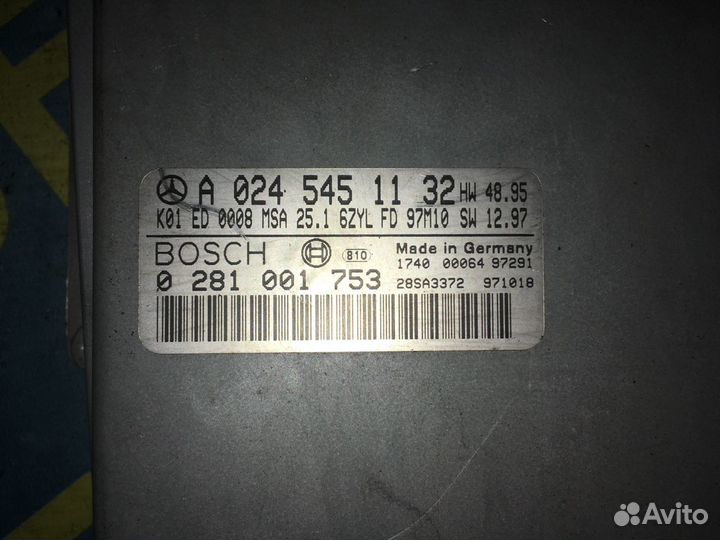 A 024 545 11 32 HW 48.95
K01 ED 0008 MSA 25.1 6ZYL FD 97M10 SW 12.97
BOSCH 810 Made in Germany
1740 00064 97291
0 281 001 753 28SA3372 971018
Avito